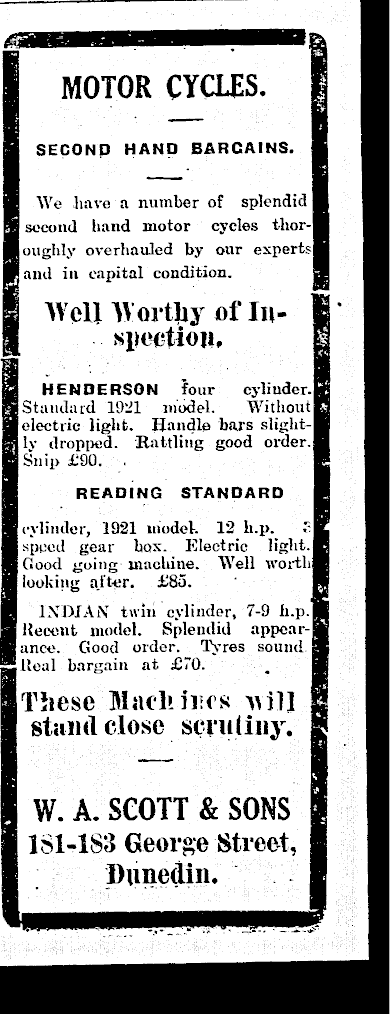 MOTOR CYCLES.
SECOND HAND BARGAINS.
We have a number of splendid
second hand motor cycles thor-
oughly overhauled by our experts
and in capital condition.
Well Worthy of In-
spection.
HENDERSON four cylinder.
Standard 1921 model. Without
electric light. Handle bars slight-
ly dropped. Rattling good order.
Snip £90.
READING STANDARD
cylinder, 1921 model. 12 h.p. 3
speed gear box. Electric light.
Good going machine. Well worth
looking after. £85.
INDIAN twin cylinder, 7-9 h.p.
Recent model. Splendid appear-
ance. Good order. Tyres sound
Real bargain at £70.
These Machines will
stand close scrutiny.
W. A. SCOTT & SONS
181-183 George Street,
Dunedin.